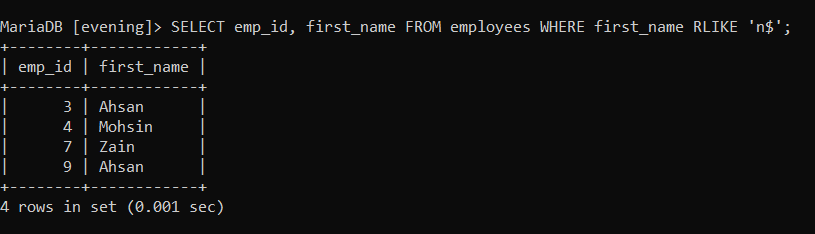 MariaDB [evening]> SELECT emp_id, first_name FROM employees WHERE first_name RLIKE 'n$';
+--------+------------+
| emp_id | first_name |
+--------+------------+
|      3 | Ahsan      |
|      4 | Mohsin     |
|      7 | Zain       |
|      9 | Ahsan      |
+--------+------------+
4 rows in set (0.001 sec)